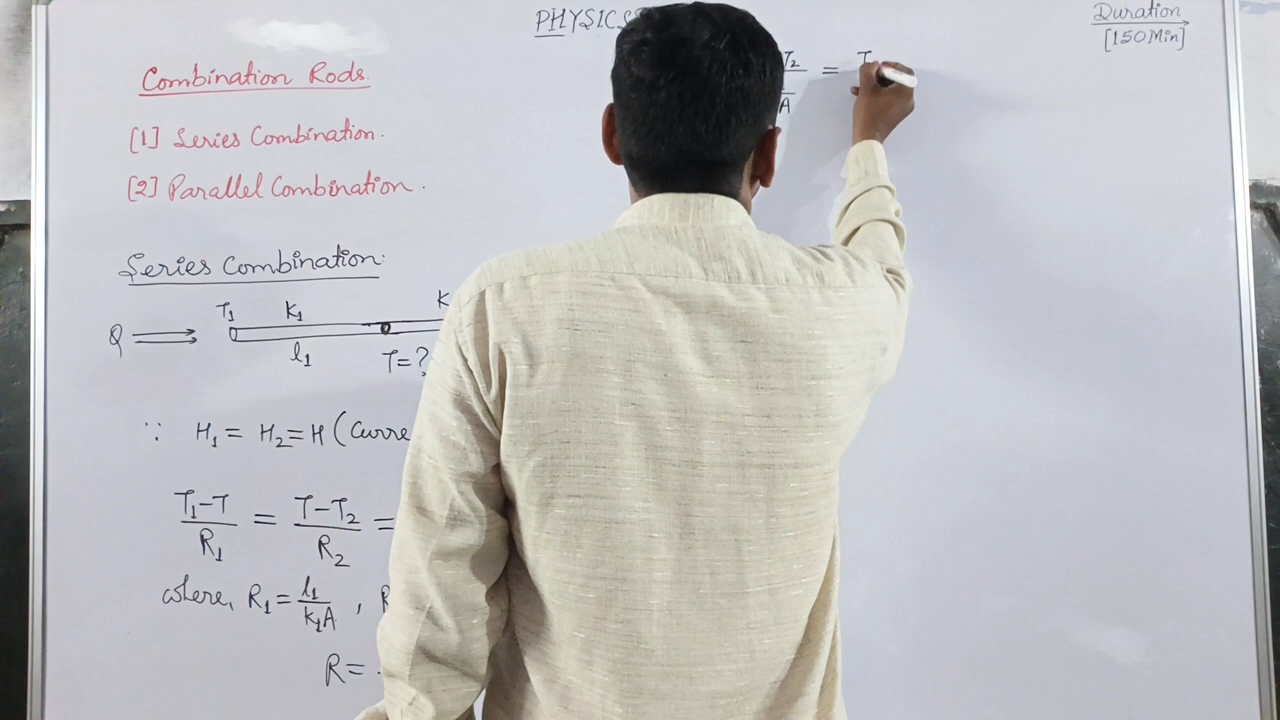 PHYSICS
Duration
[150 Min]
Combination Rods.
[1] Series Combination.
[2] Parallel Combination.
T2 / A = T
Series Combination:
T1 K1 K
Q
l1 T=?
∵ H1 = H2 = H (Curre
T1-T / R1 = T-T2 / R2 =
where, R1 = l1 / K1A , R
R =